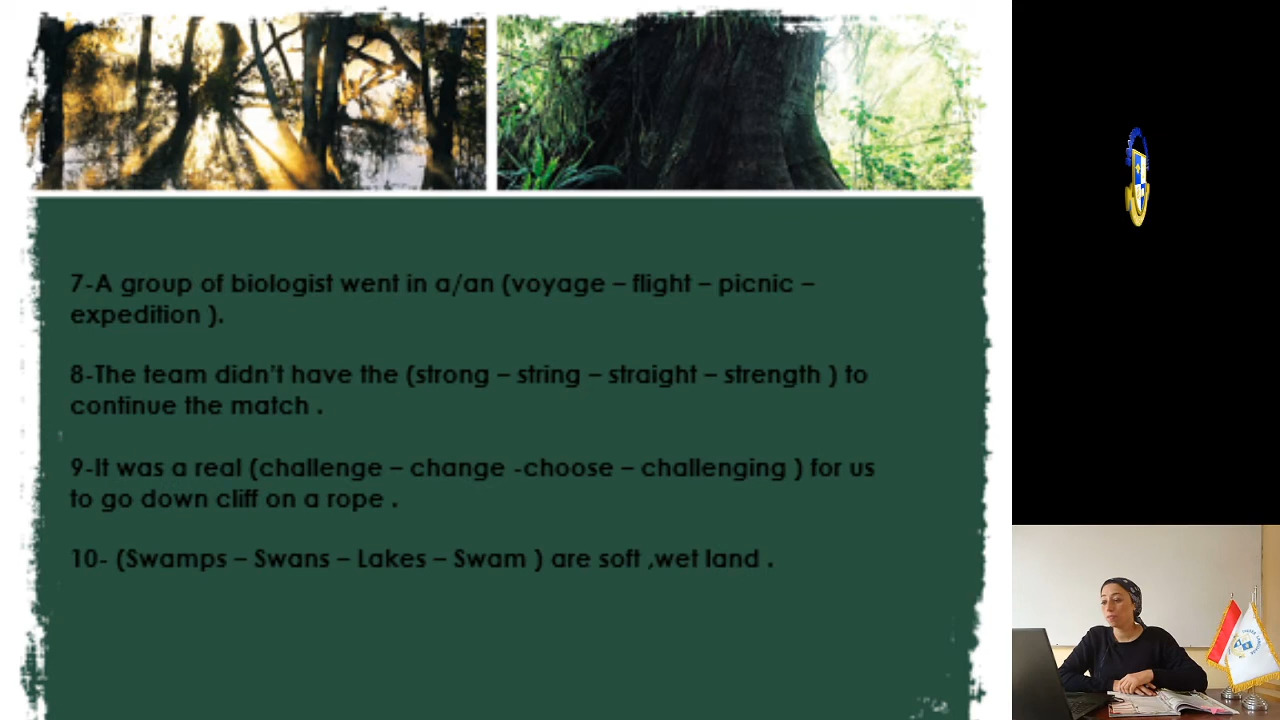 7-A group of biologist went in a/an (voyage – flight – picnic –
expedition ).
8-The team didn't have the (strong – string – straight – strength ) to
continue the match .
9-It was a real (challenge – change -choose – challenging ) for us
to go down cliff on a rope .
10- (Swamps – Swans – Lakes – Swam ) are soft ,wet land .